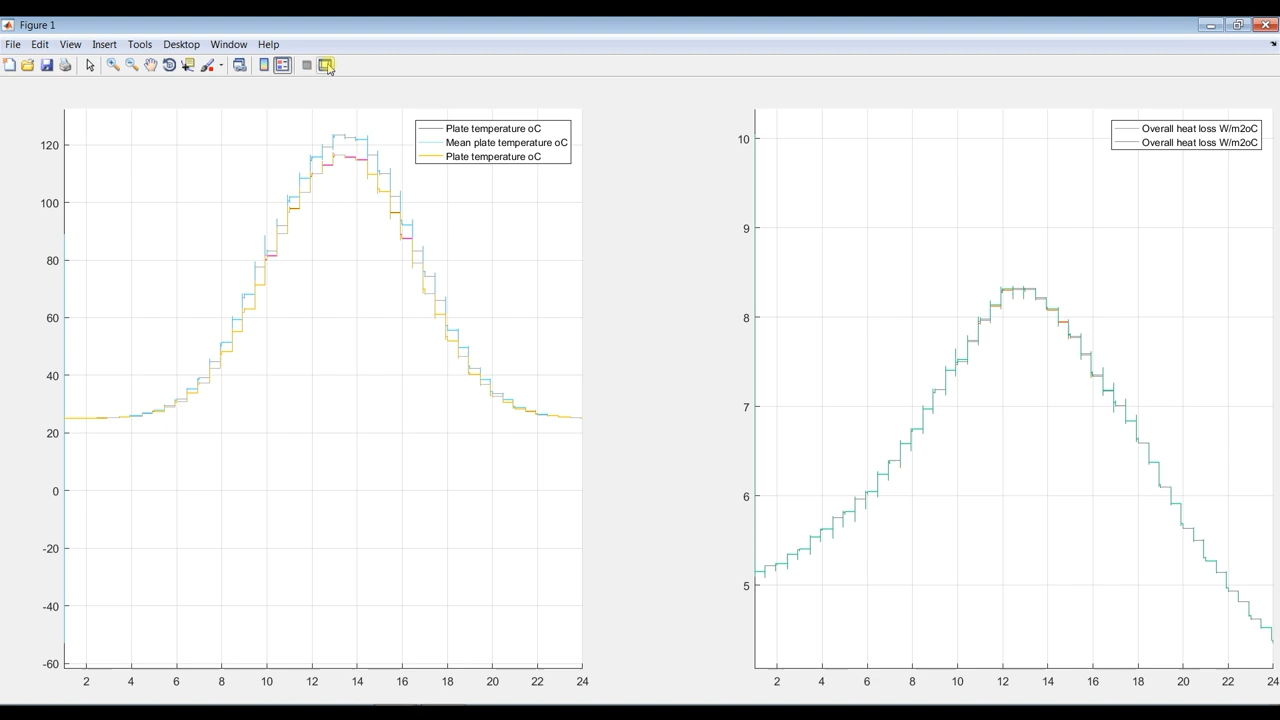 Figure 1
File Edit View Insert Tools Desktop Window Help
Plate temperature oC
Mean plate temperature oC
Plate temperature oC
120
100
80
60
40
20
0
-20
-40
-60
2 4 6 8 10 12 14 16 18 20 22 24
Overall heat loss W/m2oC
Overall heat loss W/m2oC
10
9
8
7
6
5
2 4 6 8 10 12 14 16 18 20 22 24